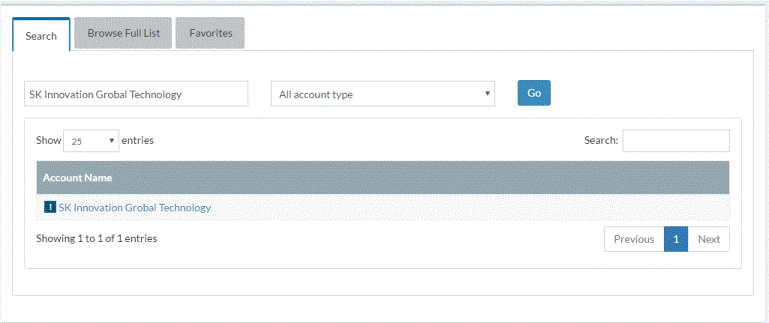 Search Browse Full List Favorites
SK Innovation Grobal Technology All account type Go
Show 25 entries Search:
Account Name
I SK Innovation Grobal Technology
Showing 1 to 1 of 1 entries Previous 1 Next